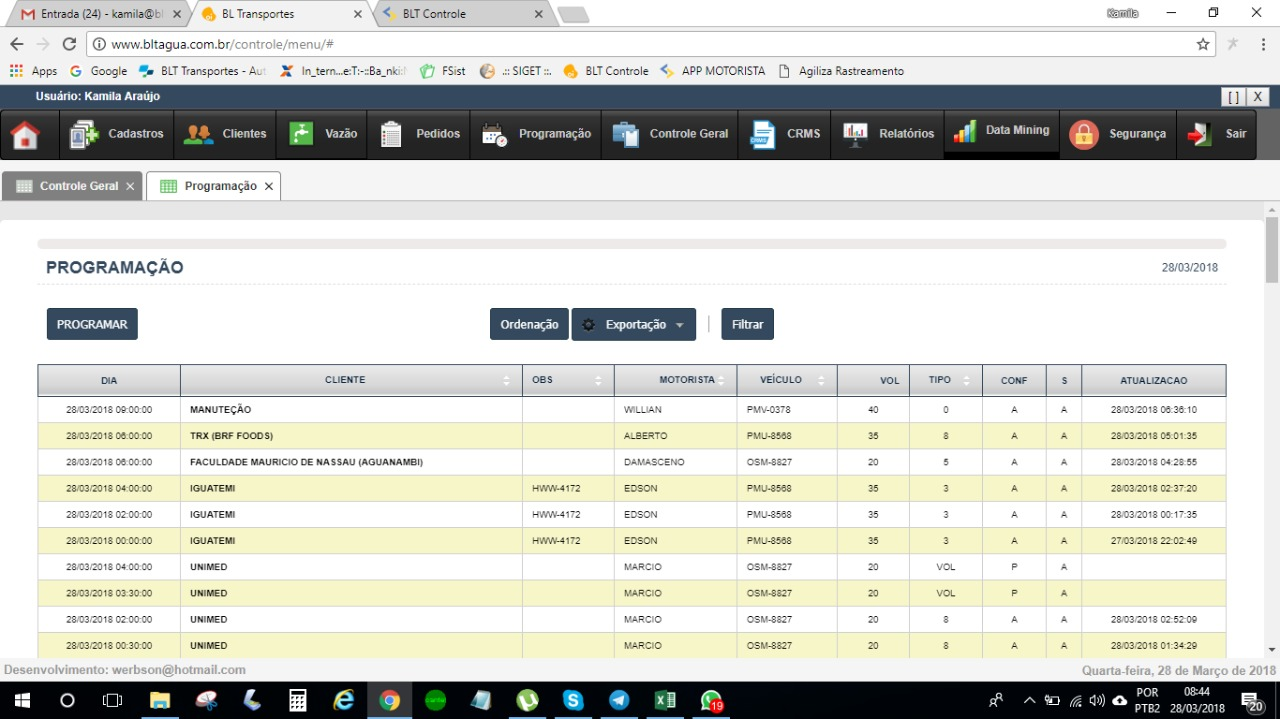 Entrada (24) - kamila@bl
BL Transportes
BLT Controle
Kamilla
www.bltagua.com.br/controle/menu/#
Apps
Google
BLT Transportes - Aut
In_tern...e:T:-::Ba_nki:!
FSist
.:: SIGET ::.
BLT Controle
APP MOTORISTA
Agiliza Rastreamento
Usuário: Kamila Araújo
[ ] X
Cadastros
Clientes
Vazão
Pedidos
Programação
Controle Geral
CRMS
Relatórios
Data Mining
Segurança
Sair
Controle Geral
Programação
PROGRAMAÇÃO
28/03/2018
PROGRAMAR
Ordenação
Exportação
Filtrar
DIA CLIENTE OBS MOTORISTA VEÍCULO VOL TIPO CONF S ATUALIZACAO
28/03/2018 09:00:00 MANUTEÇÃO WILLIAN PMV-0378 40 0 A A 28/03/2018 06:36:10
28/03/2018 06:00:00 TRX (BRF FOODS) ALBERTO PMU-8568 35 8 A A 28/03/2018 05:01:35
28/03/2018 06:00:00 FACULDADE MAURICIO DE NASSAU (AGUANAMBI) DAMASCENO OSM-8827 20 5 A A 28/03/2018 04:28:55
28/03/2018 04:00:00 IGUATEMI HWW-4172 EDSON PMU-8568 35 3 A A 28/03/2018 02:37:20
28/03/2018 02:00:00 IGUATEMI HWW-4172 EDSON PMU-8568 35 3 A A 28/03/2018 00:17:35
28/03/2018 00:00:00 IGUATEMI HWW-4172 EDSON PMU-8568 35 3 A A 27/03/2018 22:02:49
28/03/2018 04:00:00 UNIMED MARCIO OSM-8827 20 VOL P A
28/03/2018 03:30:00 UNIMED MARCIO OSM-8827 20 VOL P A
28/03/2018 02:00:00 UNIMED MARCIO OSM-8827 20 8 A A 28/03/2018 02:52:09
28/03/2018 00:30:00 UNIMED MARCIO OSM-8827 20 8 A A 28/03/2018 01:34:29
Desenvolvimento: werbson@hotmail.com
Quarta-feira, 28 de Março de 2018
19
POR
PTB2
08:44
28/03/2018
20